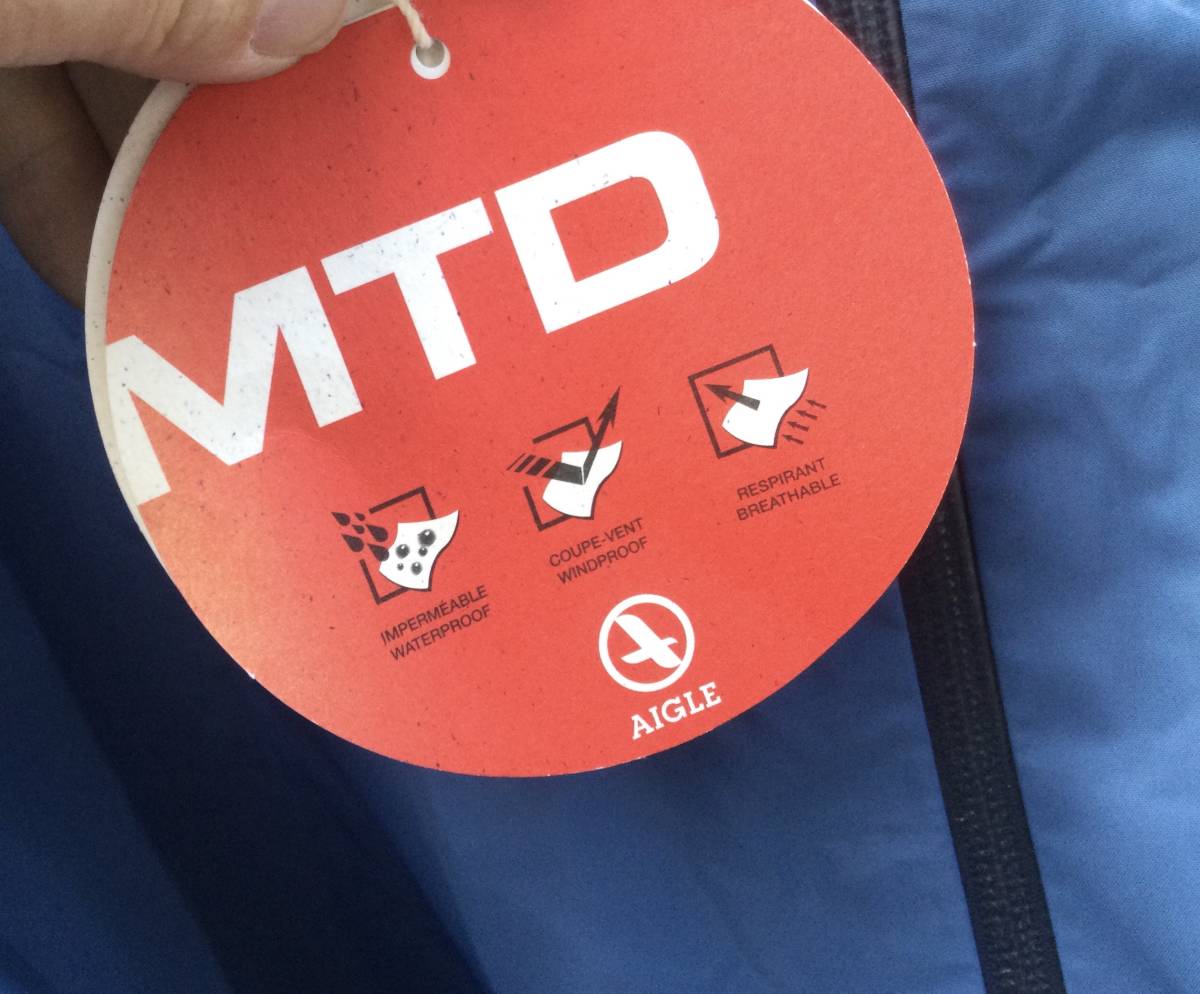 MTD
IMPERMÉABLE
WATERPROOF
COUPE-VENT
WINDPROOF
RESPIRANT
BREATHABLE
AIGLE